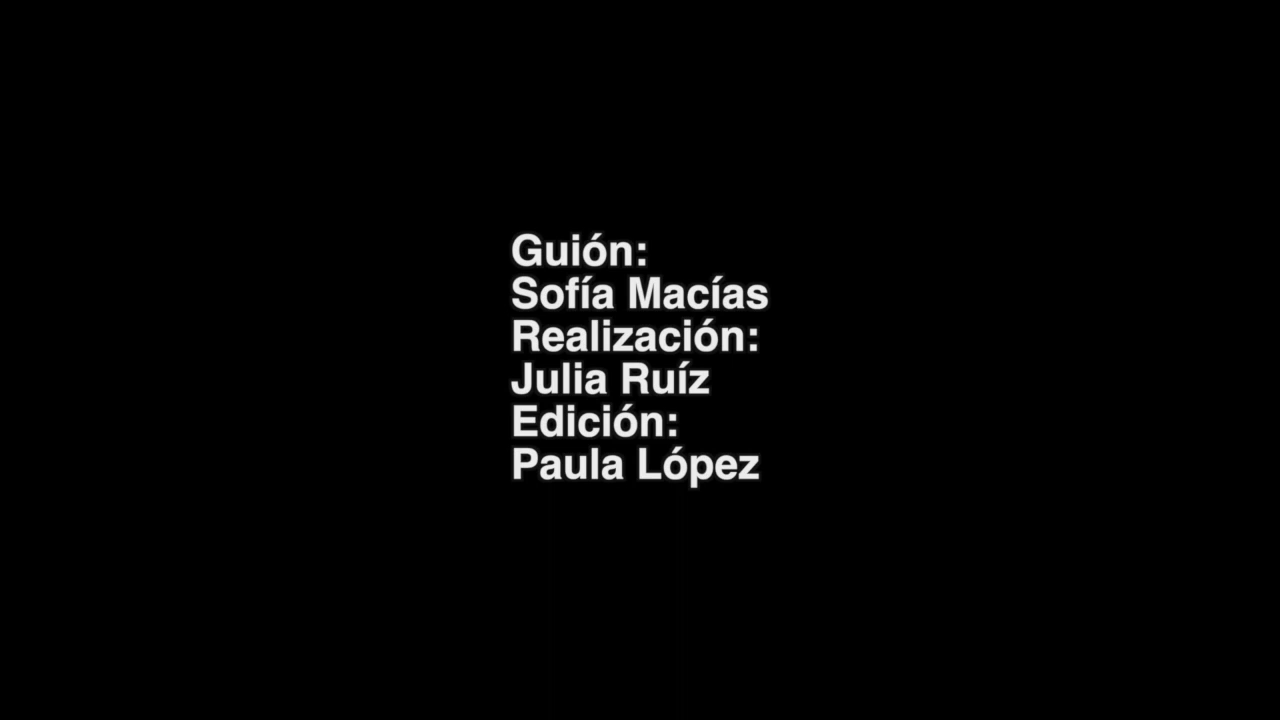 Guión:
Sofía Macías
Realización:
Julia Ruíz
Edición:
Paula López